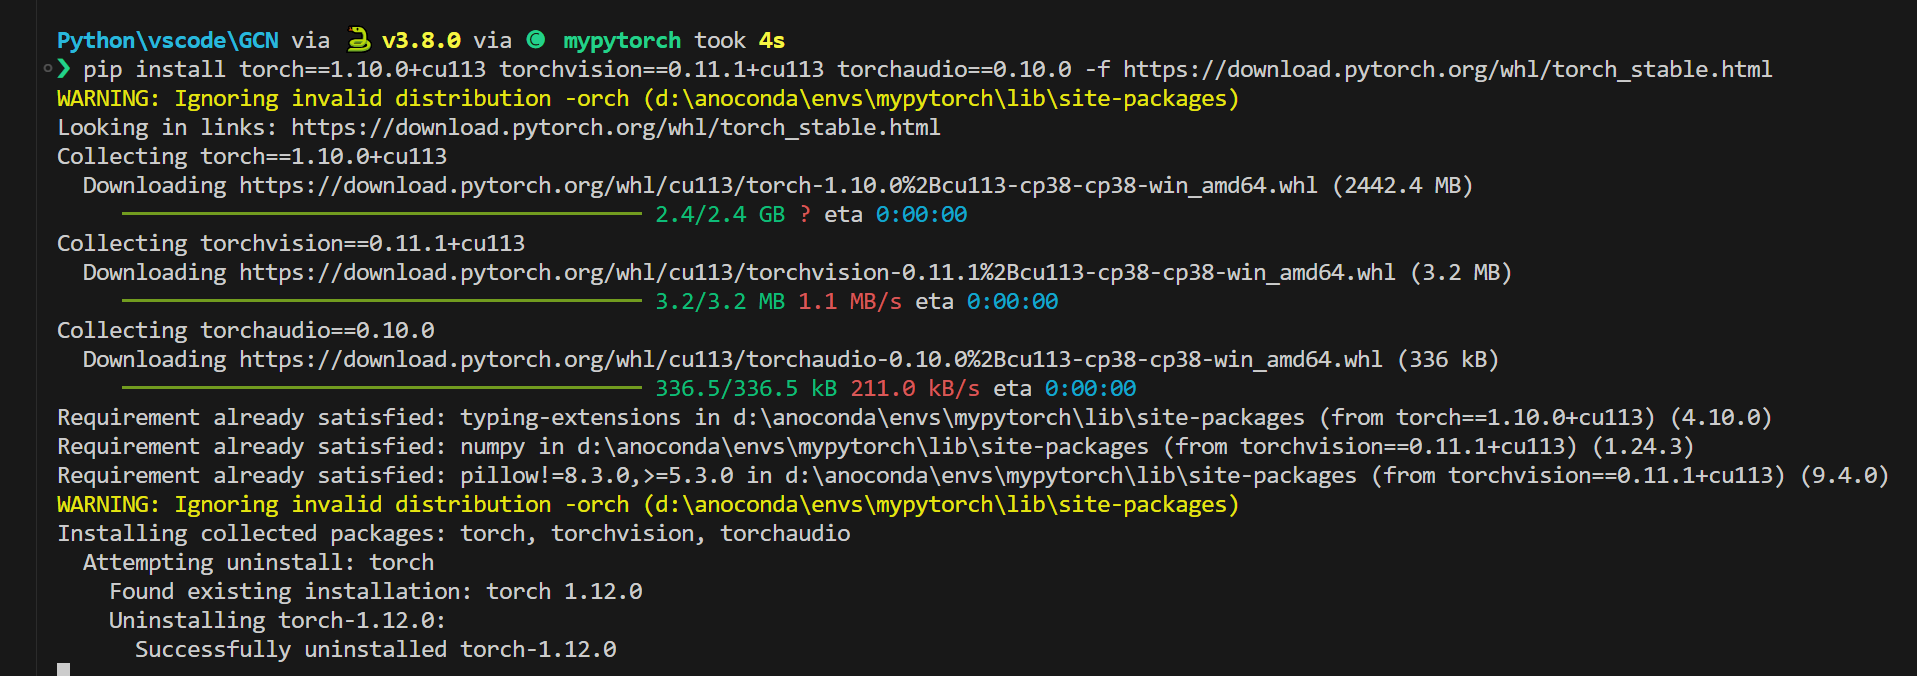 Python\vscode\GCN via 🐍 v3.8.0 via 🅒 mypytorch took 4s
❯ pip install torch==1.10.0+cu113 torchvision==0.11.1+cu113 torchaudio==0.10.0 -f https://download.pytorch.org/whl/torch_stable.html
WARNING: Ignoring invalid distribution -orch (d:\anoconda\envs\mypytorch\lib\site-packages)
Looking in links: https://download.pytorch.org/whl/torch_stable.html
Collecting torch==1.10.0+cu113
Downloading https://download.pytorch.org/whl/cu113/torch-1.10.0%2Bcu113-cp38-cp38-win_amd64.whl (2442.4 MB)
2.4/2.4 GB ? eta 0:00:00
Collecting torchvision==0.11.1+cu113
Downloading https://download.pytorch.org/whl/cu113/torchvision-0.11.1%2Bcu113-cp38-cp38-win_amd64.whl (3.2 MB)
3.2/3.2 MB 1.1 MB/s eta 0:00:00
Collecting torchaudio==0.10.0
Downloading https://download.pytorch.org/whl/cu113/torchaudio-0.10.0%2Bcu113-cp38-cp38-win_amd64.whl (336 kB)
336.5/336.5 kB 211.0 kB/s eta 0:00:00
Requirement already satisfied: typing-extensions in d:\anoconda\envs\mypytorch\lib\site-packages (from torch==1.10.0+cu113) (4.10.0)
Requirement already satisfied: numpy in d:\anoconda\envs\mypytorch\lib\site-packages (from torchvision==0.11.1+cu113) (1.24.3)
Requirement already satisfied: pillow!=8.3.0,>=5.3.0 in d:\anoconda\envs\mypytorch\lib\site-packages (from torchvision==0.11.1+cu113) (9.4.0)
WARNING: Ignoring invalid distribution -orch (d:\anoconda\envs\mypytorch\lib\site-packages)
Installing collected packages: torch, torchvision, torchaudio
Attempting uninstall: torch
Found existing installation: torch 1.12.0
Uninstalling torch-1.12.0:
Successfully uninstalled torch-1.12.0